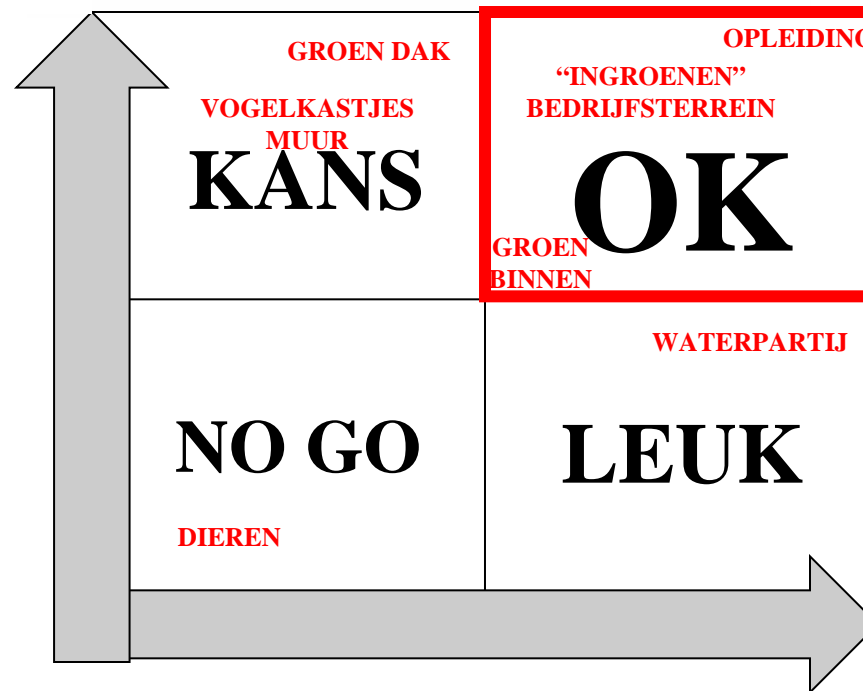 GROEN DAK
VOGELKASTJES
MUUR
KANS
OPLEIDING
“INGROENEN”
BEDRIJFSTERREIN
OK
GROEN
BINNEN
NO GO
DIEREN
WATERPARTIJ
LEUK